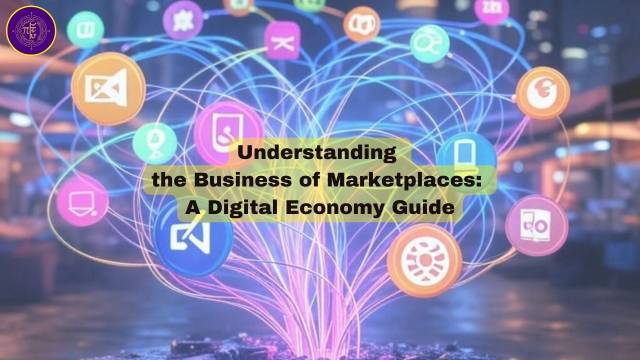 Understanding
the Business of Marketplaces:
A Digital Economy Guide